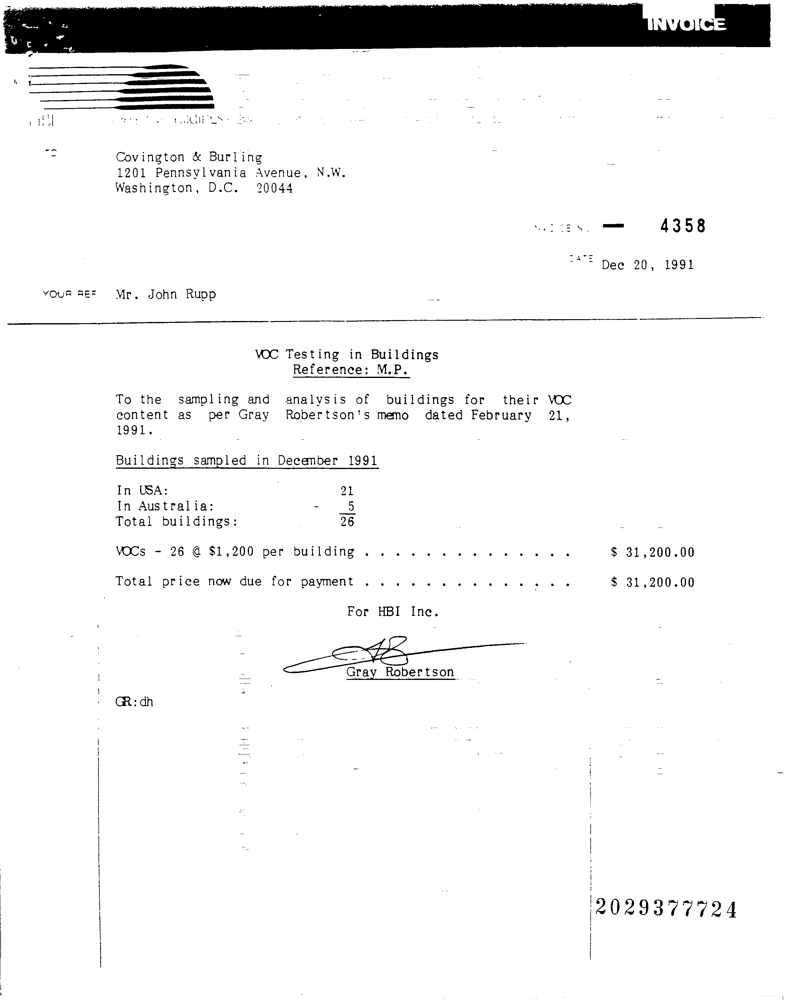 INVOICE
TO
Covington & Burling
1201 Pennsylvania Avenue, N.W.
Washington, D.C. 20044
4358
DATE Dec 20, 1991
YOUR REF Mr. John Rupp
VOC Testing in Buildings
Reference: M.P.
To the sampling and analysis of buildings for their VOC
content as per Gray Robertson's memo dated February 21,
1991.
Buildings sampled in December 1991
In USA: 21
In Australia: - 5
Total buildings: 26
VOCs - 26 @ $1,200 per building . . . . . . . . . . . . . . . $ 31,200.00
Total price now due for payment . . . . . . . . . . . . . . . $ 31,200.00
For HBI Inc.
Gray Robertson
GR:dh
2029377724